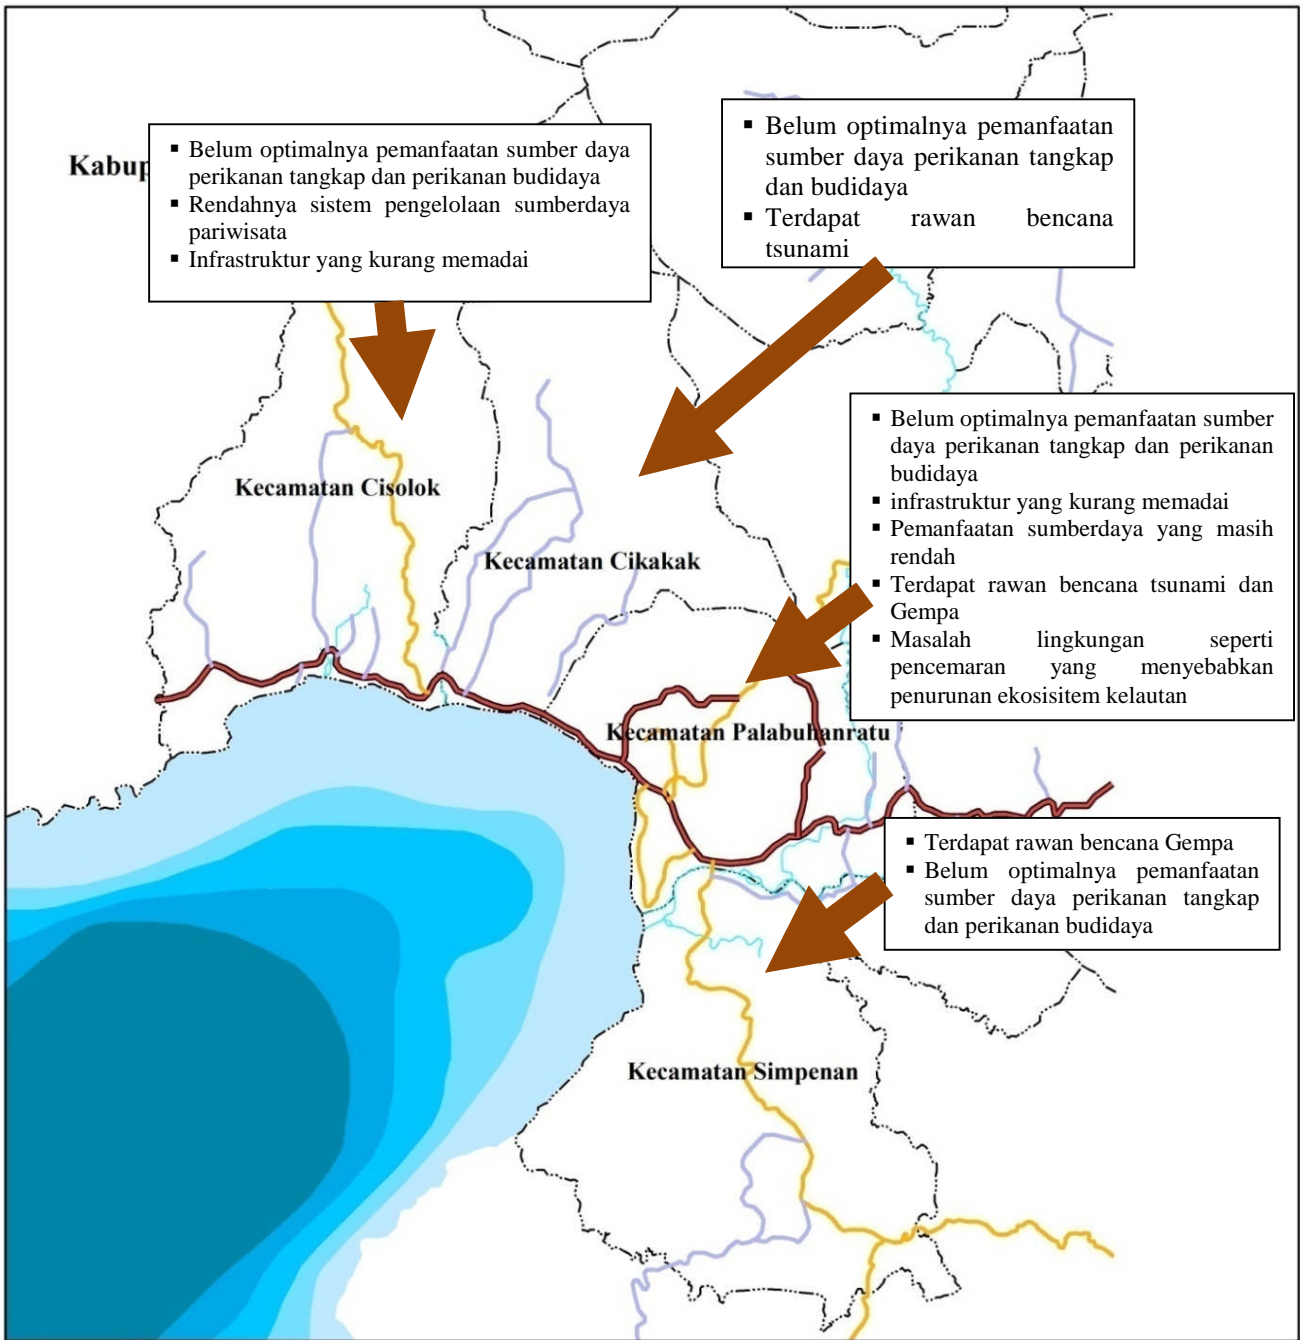 Kabup
▪ Belum optimalnya pemanfaatan sumber daya
perikanan tangkap dan perikanan budidaya
▪ Rendahnya sistem pengelolaan sumberdaya
pariwisata
▪ Infrastruktur yang kurang memadai
▪ Belum optimalnya pemanfaatan
sumber daya perikanan tangkap
dan budidaya
▪ Terdapat rawan bencana
tsunami
▪ Belum optimalnya pemanfaatan sumber
daya perikanan tangkap dan perikanan
budidaya
▪ infrastruktur yang kurang memadai
▪ Pemanfaatan sumberdaya yang masih
rendah
▪ Terdapat rawan bencana tsunami dan
Gempa
▪ Masalah lingkungan seperti
pencemaran yang menyebabkan
penurunan ekosisitem kelautan
Kecamatan Cisolok
Kecamatan Cikakak
Kecamatan Palabuhanratu
▪ Terdapat rawan bencana Gempa
▪ Belum optimalnya pemanfaatan
sumber daya perikanan tangkap
dan perikanan budidaya
Kecamatan Simpenan